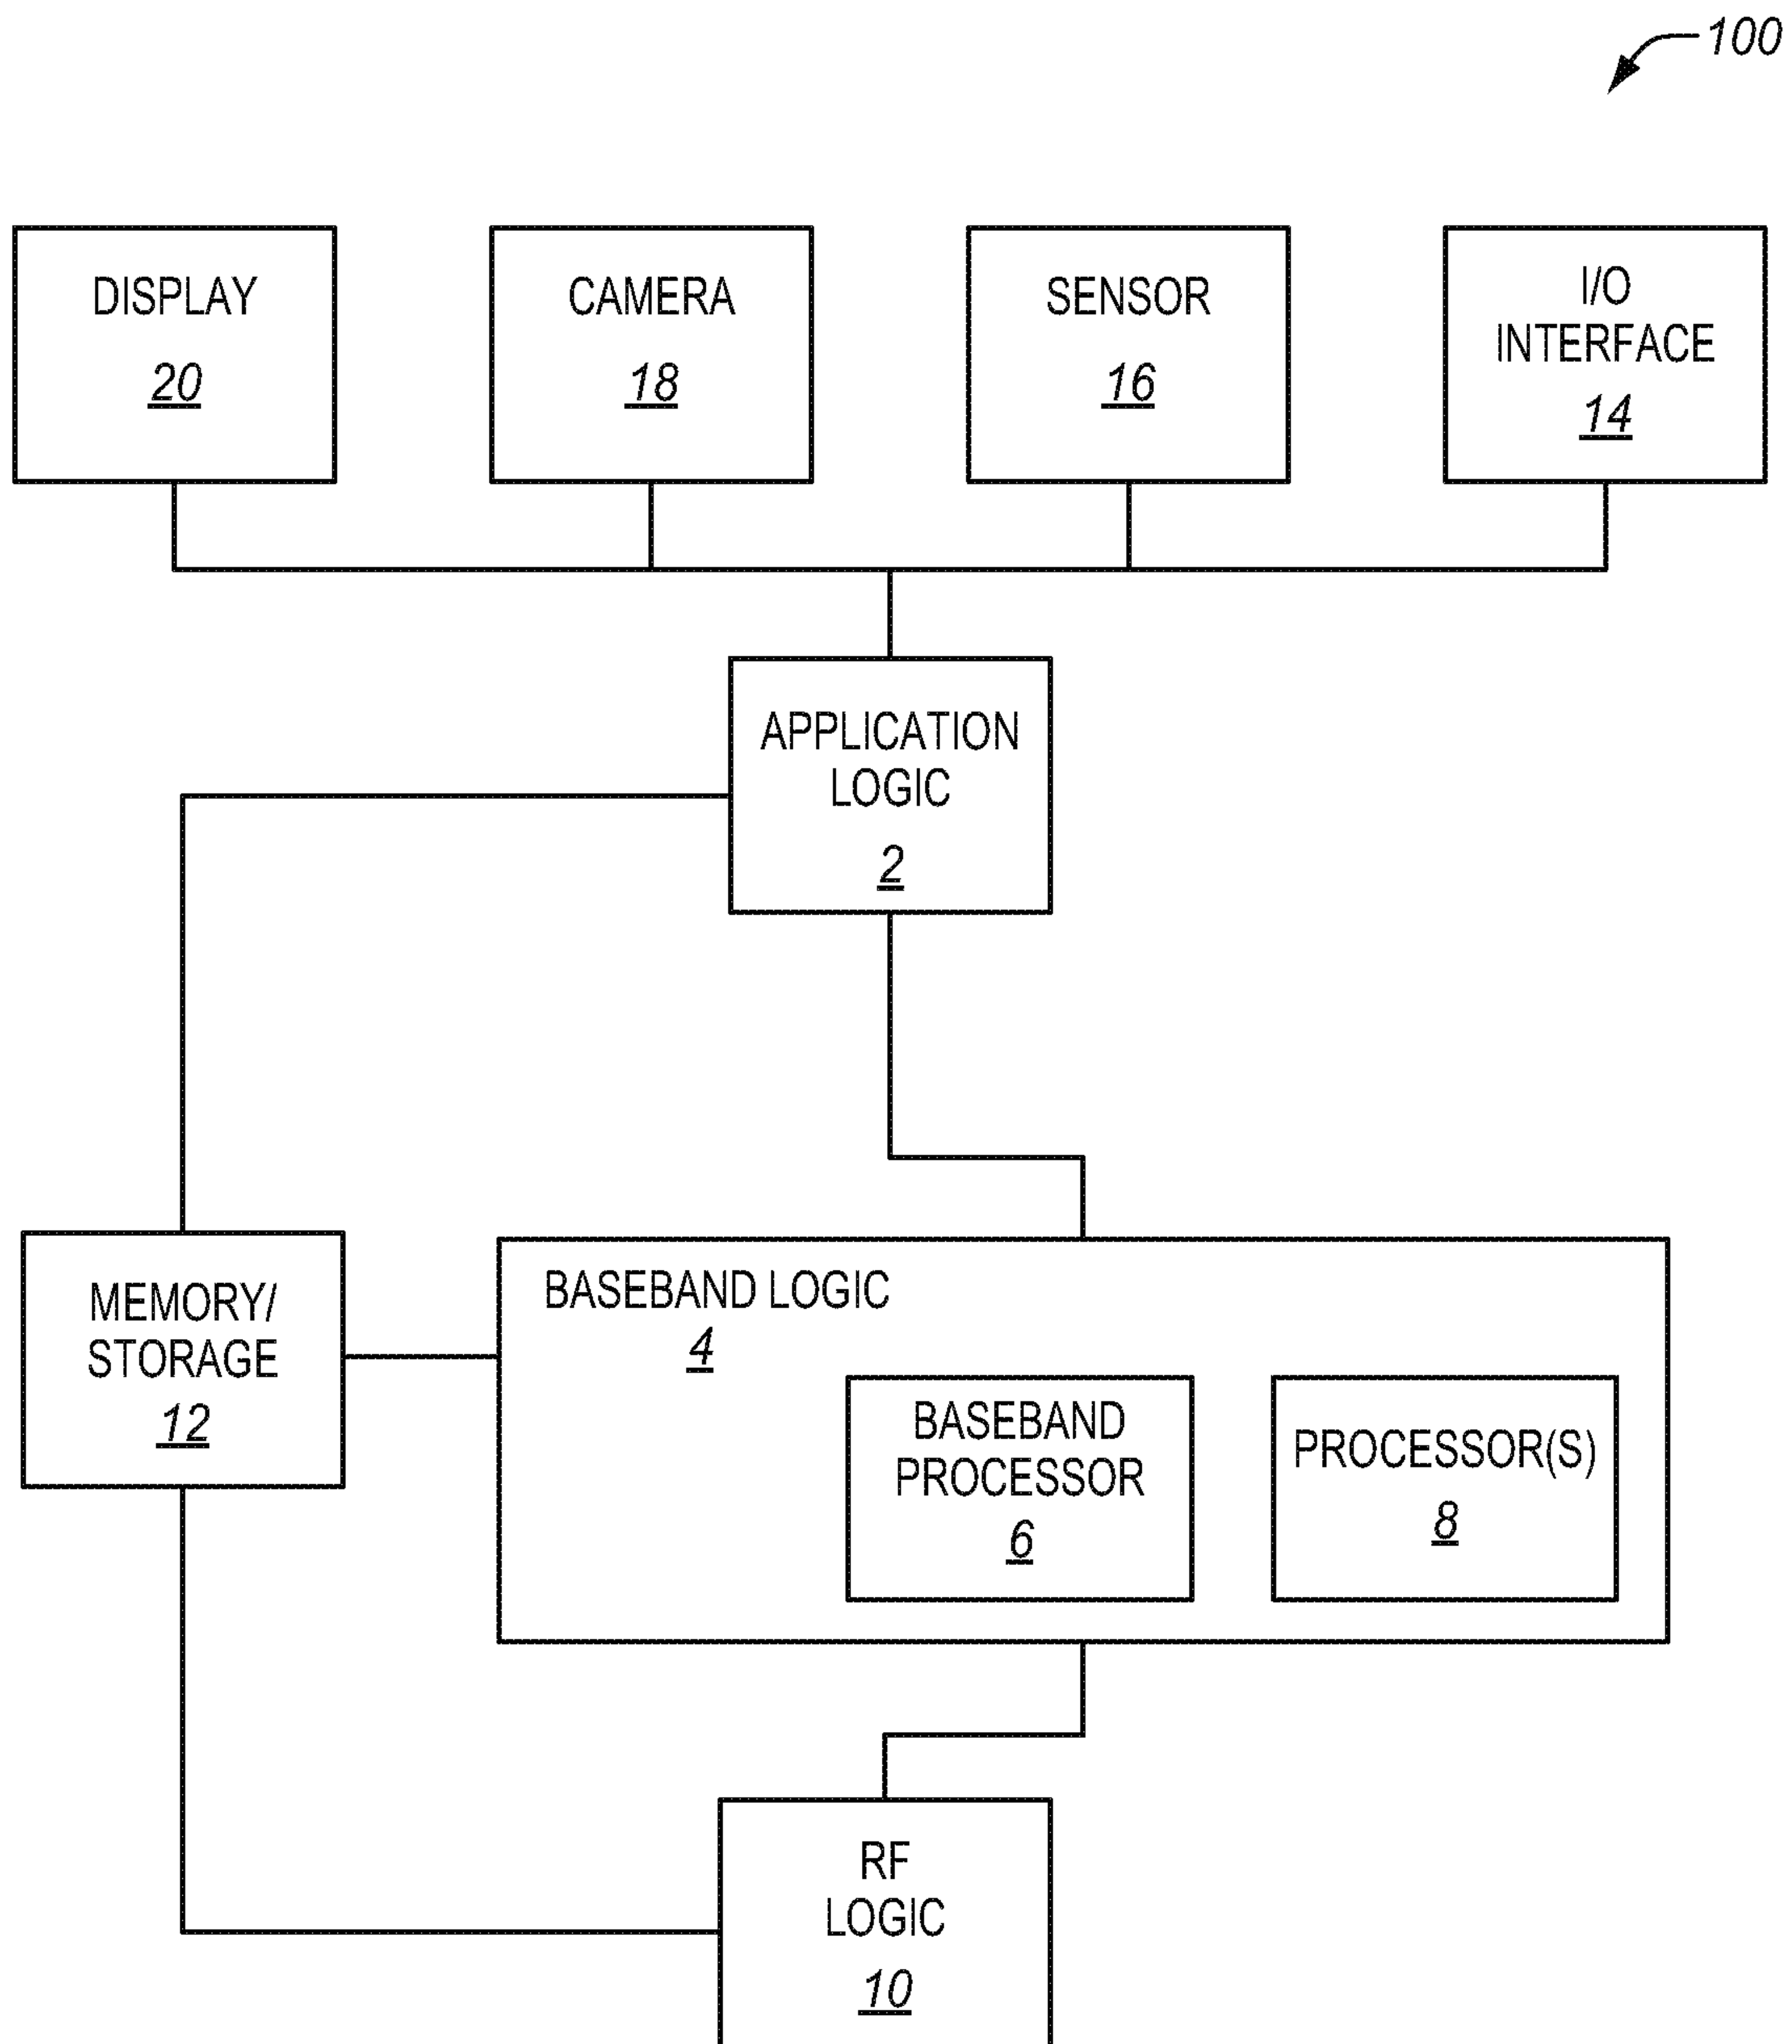 100
DISPLAY
20
CAMERA
18
SENSOR
16
I/O
INTERFACE
14
APPLICATION
LOGIC
2
MEMORY/
STORAGE
12
BASEBAND LOGIC
4
BASEBAND
PROCESSOR
6
PROCESSOR(S)
8
RF
LOGIC
10